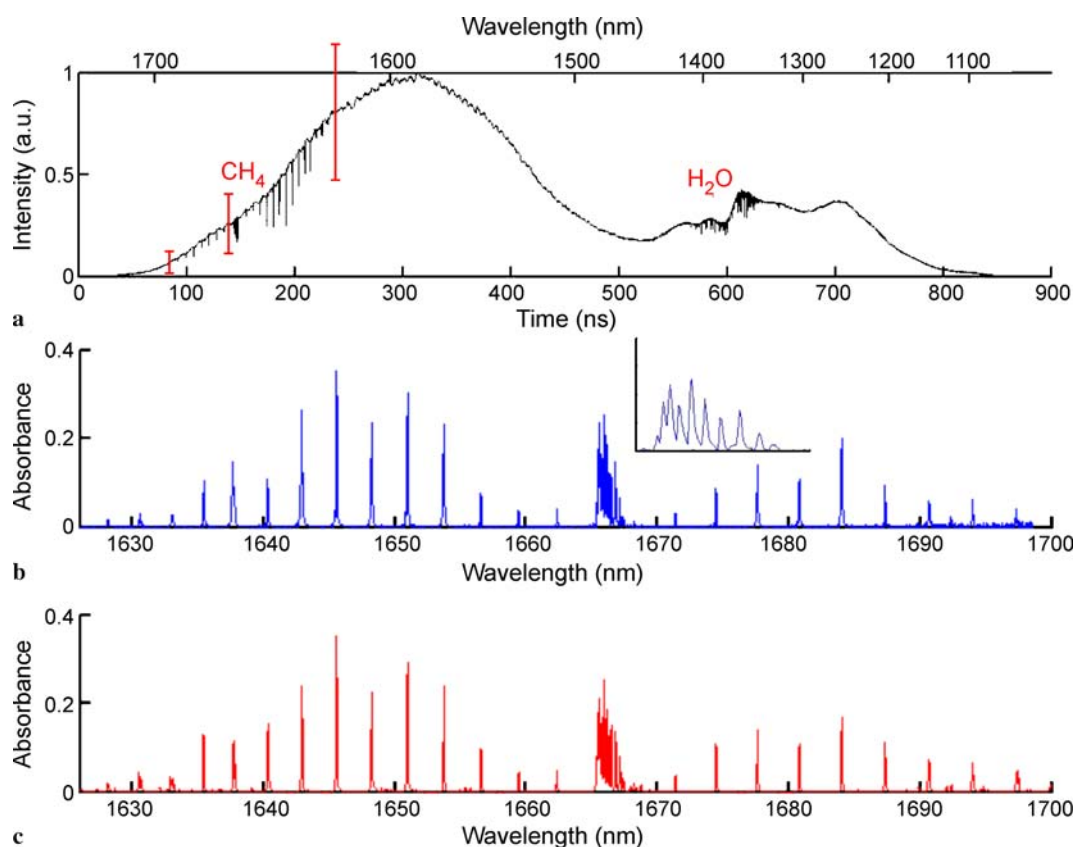 Wavelength (nm)
1700 1600 1500 1400 1300 1200 1100
1
0.5
0
Intensity (a.u.)
CH4
H2O
0 100 200 300 400 500 600 700 800 900
Time (ns)
a
0.4
0.2
0
Absorbance
1630 1640 1650 1660 1670 1680 1690 1700
Wavelength (nm)
b
0.4
0.2
0
Absorbance
1630 1640 1650 1660 1670 1680 1690 1700
Wavelength (nm)
c